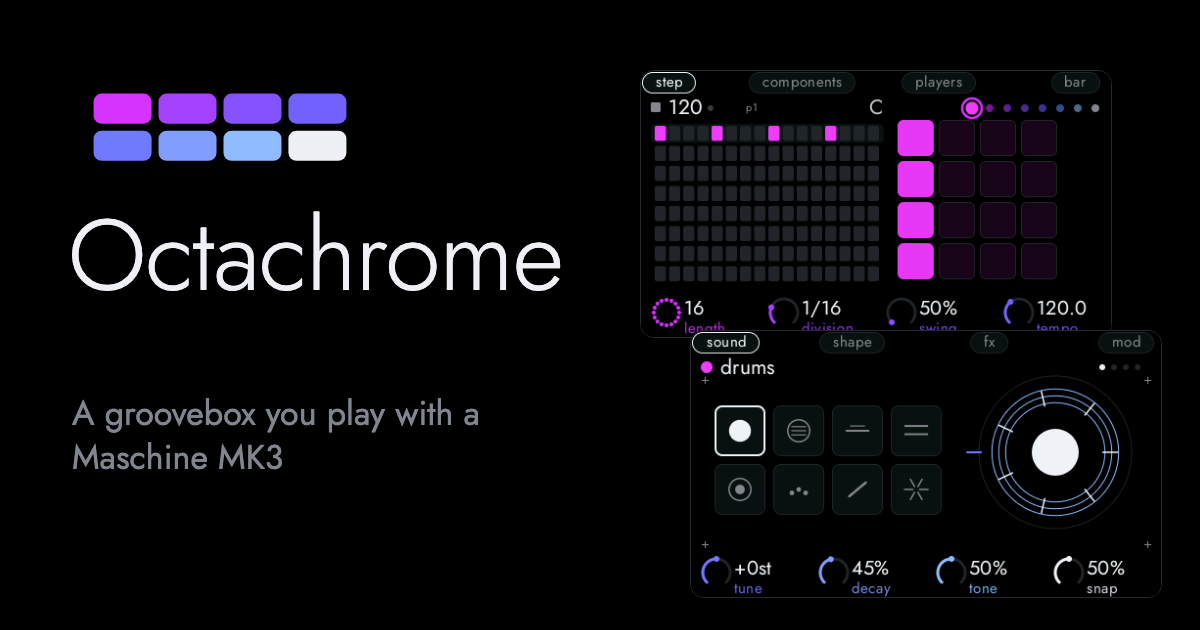 Octachrome
A groovebox you play with a
Maschine MK3
step components players bar
120 p1 C
16 1/16 50% 120.0
length division swing tempo
sound shape fx mod
drums
+0st 45% 50% 50%
tune decay tone snap